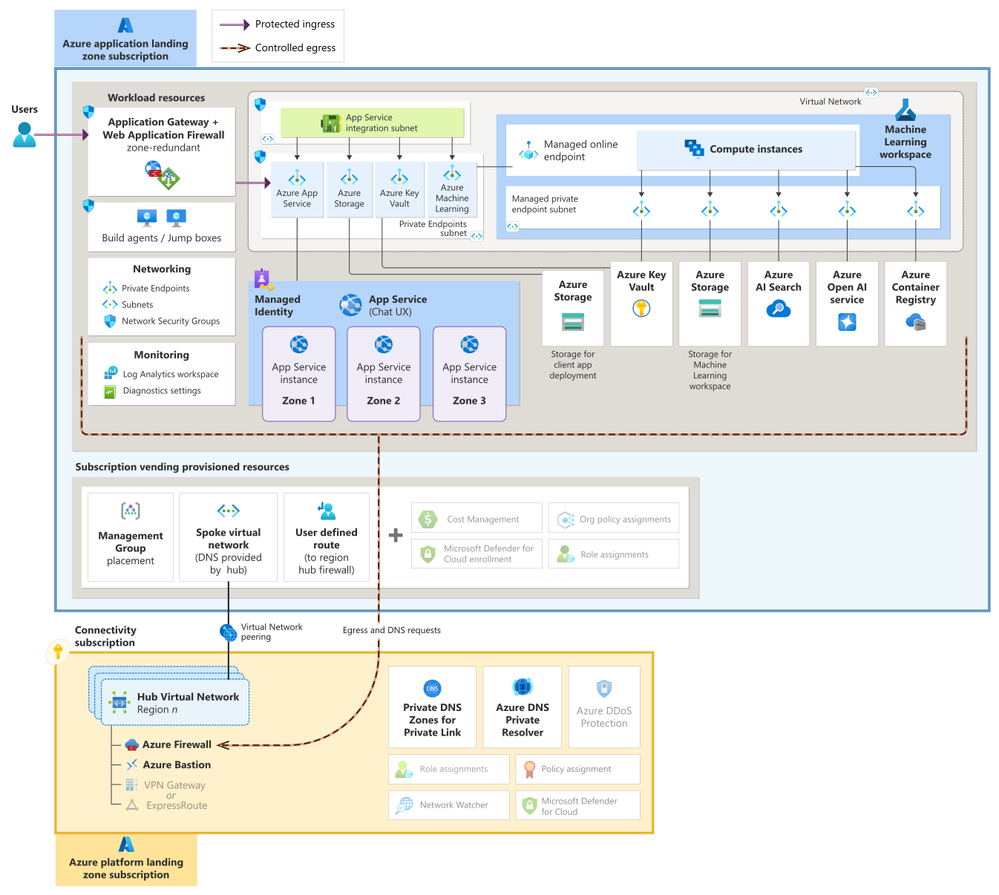 Azure application landing
zone subscription
Protected ingress
Controlled egress
Users
Workload resources
Application Gateway +
Web Application Firewall
zone-redundant
Build agents / Jump boxes
Networking
Private Endpoints
Subnets
Network Security Groups
Monitoring
Log Analytics workspace
Diagnostics settings
Virtual Network
App Service
integration subnet
Azure App
Service
Azure
Storage
Azure Key
Vault
Azure
Machine
Learning
Private Endpoints
subnet
Machine
Learning
workspace
Managed online
endpoint
Compute instances
Managed private
endpoint subnet
Managed
Identity
App Service
(Chat UX)
App Service
instance
Zone 1
App Service
instance
Zone 2
App Service
instance
Zone 3
Azure
Storage
Storage for
client app
deployment
Azure Key
Vault
Azure
Storage
Storage for
Machine
Learning
workspace
Azure
AI Search
Azure
Open AI
service
Azure
Container
Registry
Subscription vending provisioned resources
Management
Group
placement
Spoke virtual
network
(DNS provided
by hub)
User defined
route
(to region
hub firewall)
Cost Management
Org policy assignments
Microsoft Defender for
Cloud enrollment
Role assignments
Virtual Network
peering
Egress and DNS requests
Connectivity
subscription
Hub Virtual Network
Region n
Azure Firewall
Azure Bastion
VPN Gateway
or
ExpressRoute
DNS
Private DNS
Zones for
Private Link
Azure DNS
Private
Resolver
Azure DDoS
Protection
Role assignments
Policy assignment
Network Watcher
Microsoft Defender
for Cloud
Azure platform landing
zone subscription